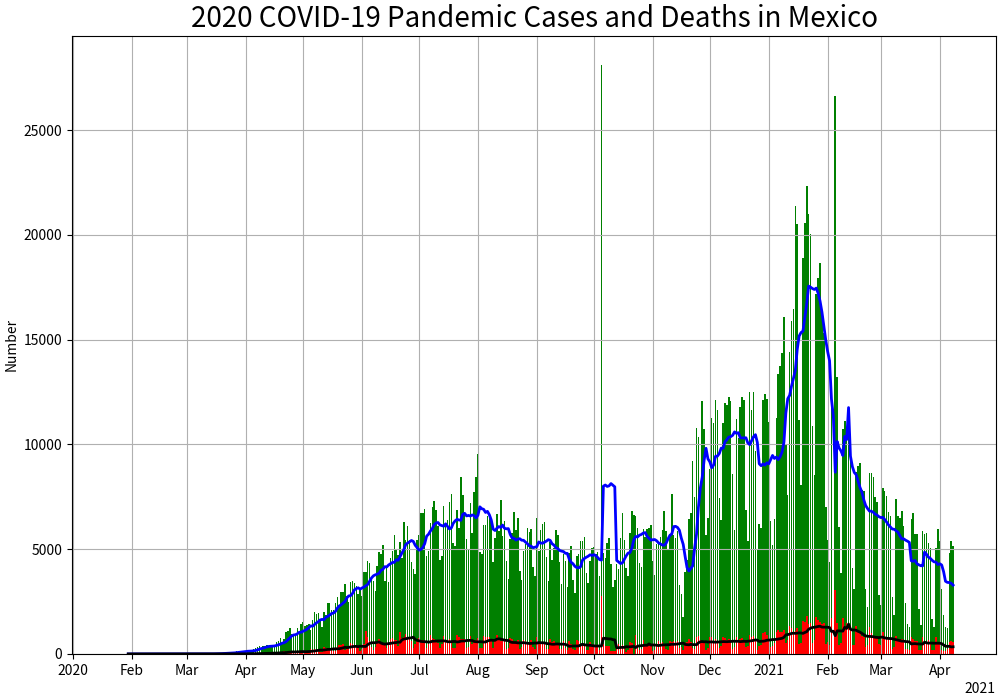 2020 COVID-19 Pandemic Cases and Deaths in Mexico
Number
25000
20000
15000
10000
5000
0
2020 Feb Mar Apr May Jun Jul Aug Sep Oct Nov Dec 2021 Feb Mar Apr
2021